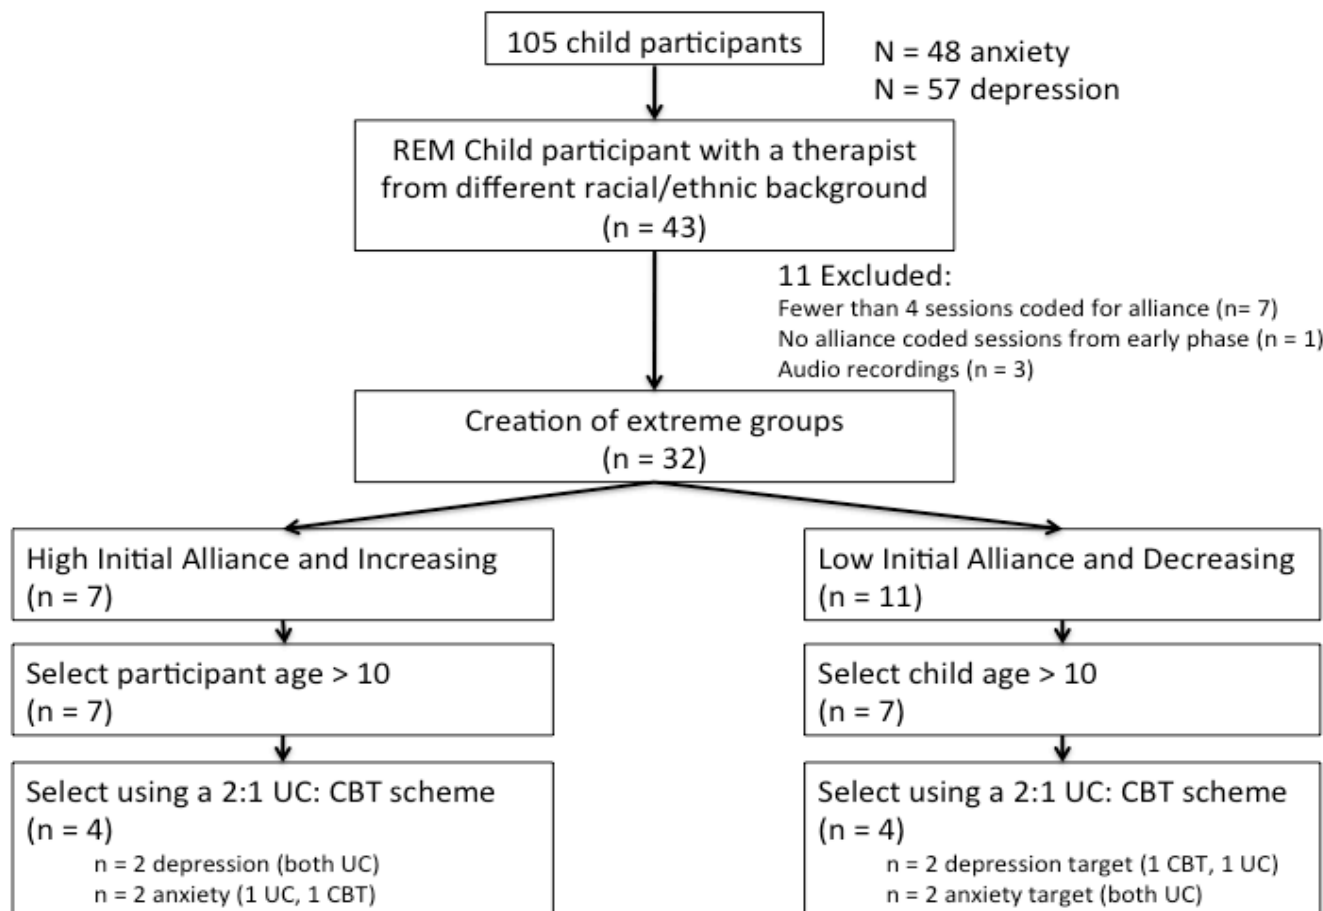 105 child participants
N = 48 anxiety
N = 57 depression
REM Child participant with a therapist
from different racial/ethnic background
(n = 43)
11 Excluded:
Fewer than 4 sessions coded for alliance (n= 7)
No alliance coded sessions from early phase (n = 1)
Audio recordings (n = 3)
Creation of extreme groups
(n = 32)
High Initial Alliance and Increasing
(n = 7)
Low Initial Alliance and Decreasing
(n = 11)
Select participant age > 10
(n = 7)
Select child age > 10
(n = 7)
Select using a 2:1 UC: CBT scheme
(n = 4)
n = 2 depression (both UC)
n = 2 anxiety (1 UC, 1 CBT)
Select using a 2:1 UC: CBT scheme
(n = 4)
n = 2 depression target (1 CBT, 1 UC)
n = 2 anxiety target (both UC)